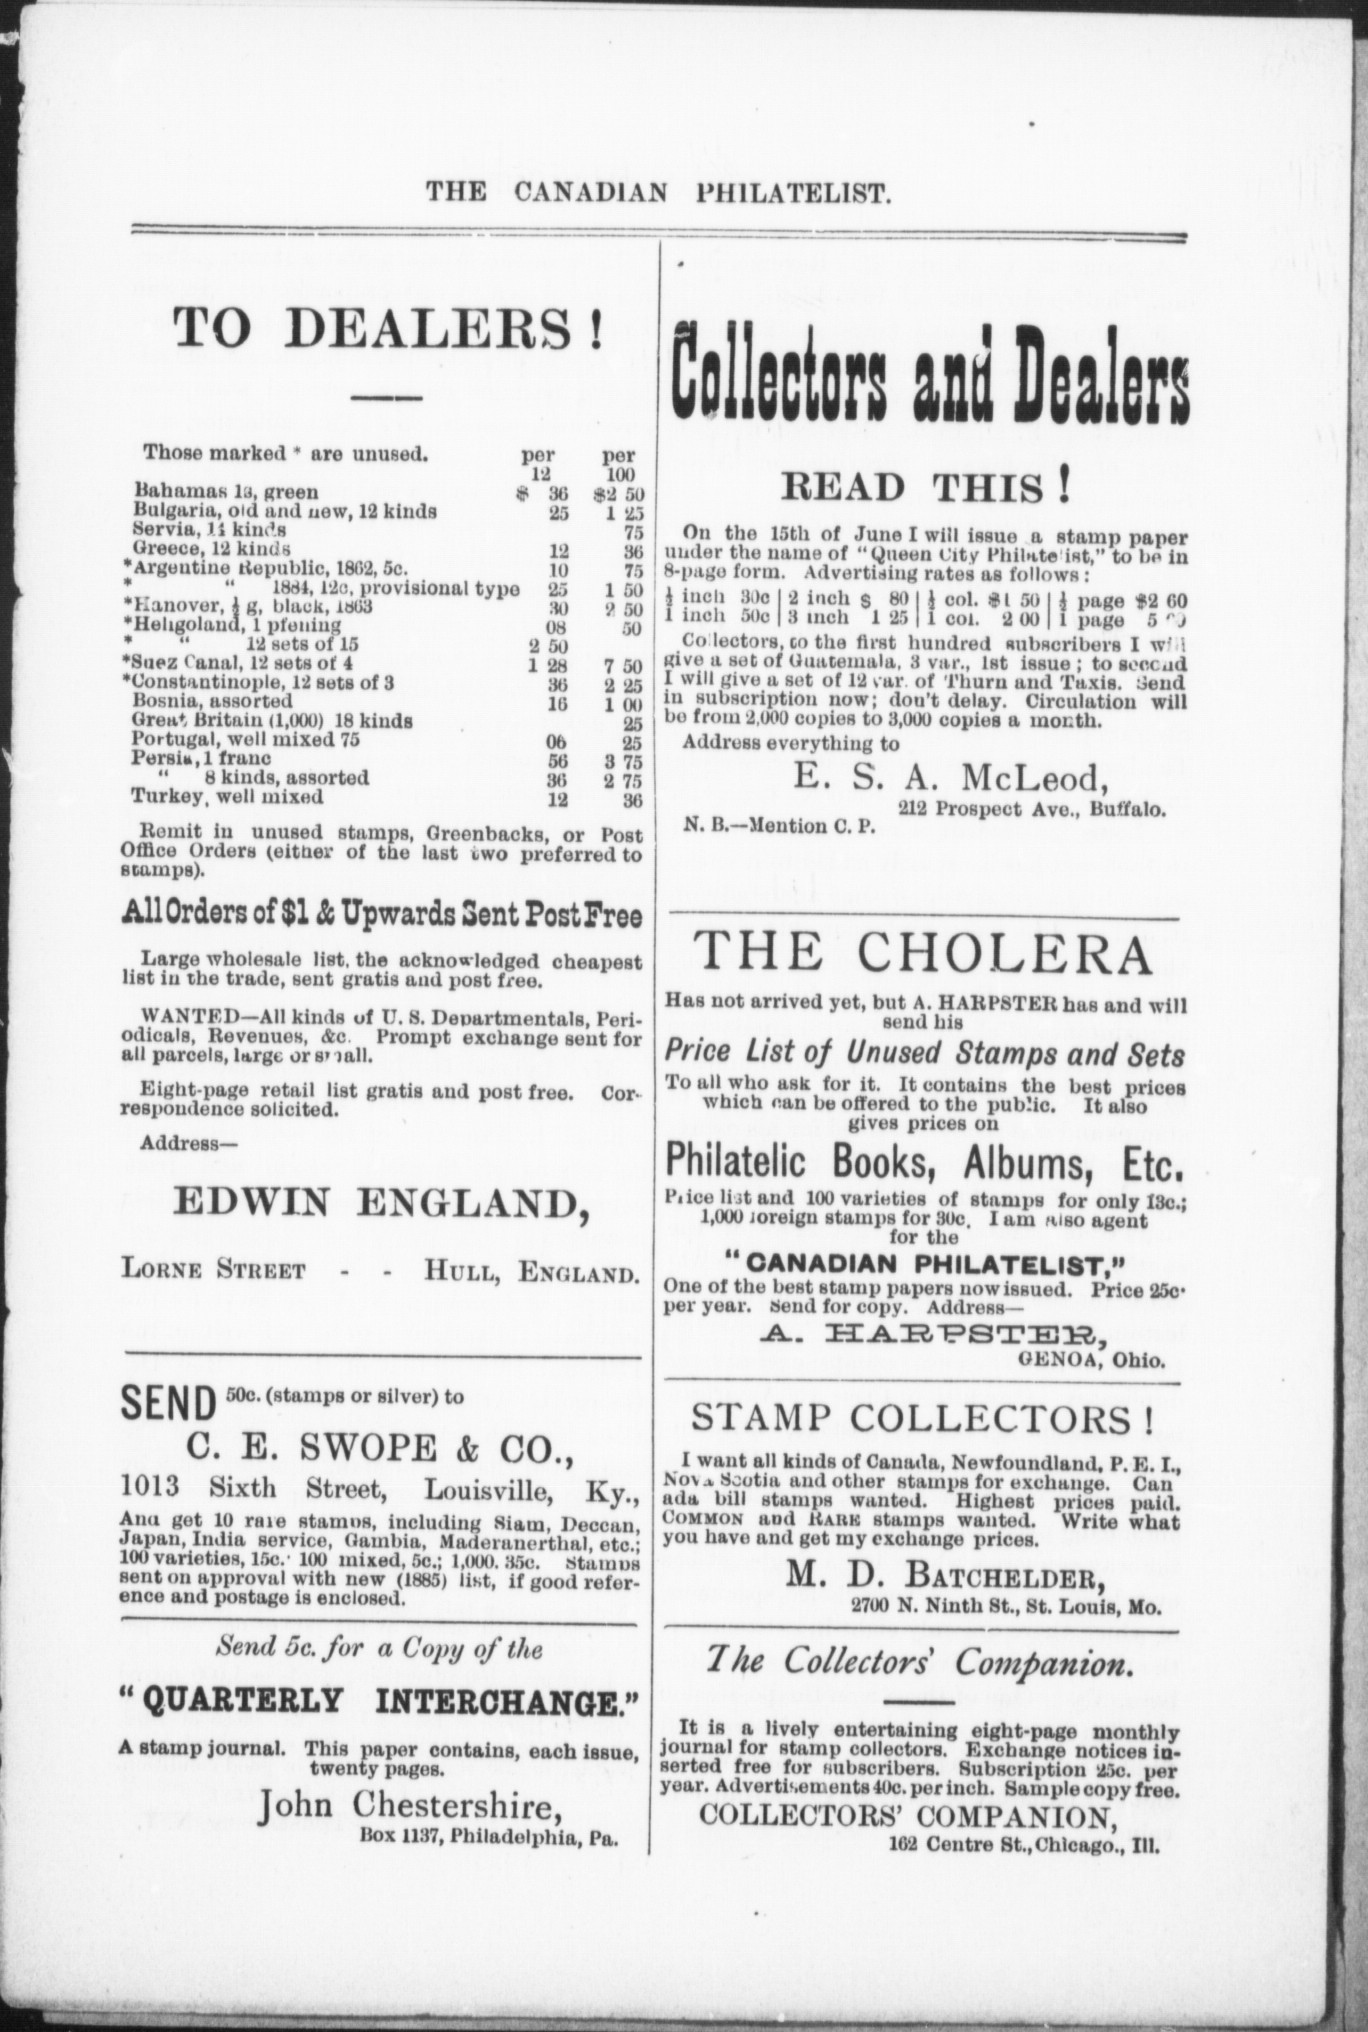 THE CANADIAN PHILATELIST.
TO DEALERS!
Those marked * are unused. per per
12 100
Bahamas 1s, green $ 36 $2 50
Bulgaria, old and new, 12 kinds 25 1 25
Servia, kinds 75
Greece, 12 kinds 12 36
*Argentine Republic, 1862, 5c. 10 75
* “ 1884, 12c, provisional type 25 1 50
*Hanover, ½ g, black, 1863 30 2 50
*Heligoland, 1 pfening 08 50
* “ 12 sets of 15 2 50
*Suez Canal, 12 sets of 4 1 28 7 50
*Constantinople, 12 sets of 3 36 2 25
Bosnia, assorted 16 1 00
Great Britain (1,000) 18 kinds 25
Portugal, well mixed 75 06 25
Persia, 1 franc 56 3 75
“ 8 kinds, assorted 36 2 75
Turkey, well mixed 12 36
Remit in unused stamps, Greenbacks, or Post
Office Orders (either of the last two preferred to
stamps).
All Orders of $1 & Upwards Sent Post Free
Large wholesale list, the acknowledged cheapest
list in the trade, sent gratis and post free.
WANTED—All kinds of U. S. Departmentals, Peri-
odicals, Revenues, &c. Prompt exchange sent for
all parcels, large or small.
Eight-page retail list gratis and post free. Cor-
respondence solicited.
Address—
EDWIN ENGLAND,
LORNE STREET - - HULL, ENGLAND.
SEND 50c. (stamps or silver) to
C. E. SWOPE & CO.,
1013 Sixth Street, Louisville, Ky.,
And get 10 rare stamps, including Siam, Deccan,
Japan, India service, Gambia, Maderanerthal, etc.;
100 varieties, 15c.; 100 mixed, 5c.; 1,000. 35c. Stamps
sent on approval with new (1885) list, if good refer-
ence and postage is enclosed.
Send 5c. for a Copy of the
“QUARTERLY INTERCHANGE.”
A stamp journal. This paper contains, each issue,
twenty pages.
John Chestershire,
Box 1137, Philadelphia, Pa.
Collectors and Dealers
READ THIS!
On the 15th of June I will issue a stamp paper
under the name of “Queen City Philatelist,” to be in
8-page form. Advertising rates as follows:
½ inch 30c | 2 inch $ 80 | ½ col. $1 50 | ½ page $2 60
1 inch 50c | 3 inch 1 25 | 1 col. 2 00 | 1 page 5
Collectors, to the first hundred subscribers I will
give a set of Guatemala, 3 var., 1st issue; to second
I will give a set of 12 var. of Thurn and Taxis. Send
in subscription now; don't delay. Circulation will
be from 2,000 copies to 3,000 copies a month.
Address everything to
E. S. A. McLeod,
212 Prospect Ave., Buffalo.
N. B.—Mention C. P.
THE CHOLERA
Has not arrived yet, but A. HARPSTER has and will
send his
Price List of Unused Stamps and Sets
To all who ask for it. It contains the best prices
which can be offered to the public. It also
gives prices on
Philatelic Books, Albums, Etc.
Price list and 100 varieties of stamps for only 13c.;
1,000 foreign stamps for 30c. I am also agent
for the
“CANADIAN PHILATELIST,”
One of the best stamp papers now issued. Price 25c.
per year. Send for copy. Address—
A. HARPSTER,
GENOA, Ohio.
STAMP COLLECTORS!
I want all kinds of Canada, Newfoundland, P. E. I.,
Nova Scotia and other stamps for exchange. Can
ada bill stamps wanted. Highest prices paid.
COMMON and RARE stamps wanted. Write what
you have and get my exchange prices.
M. D. BATCHELDER,
2700 N. Ninth St., St. Louis, Mo.
The Collectors' Companion.
It is a lively entertaining eight-page monthly
journal for stamp collectors. Exchange notices in-
serted free for subscribers. Subscription 25c. per
year. Advertisements 40c. per inch. Sample copy free.
COLLECTORS' COMPANION,
162 Centre St., Chicago., Ill.